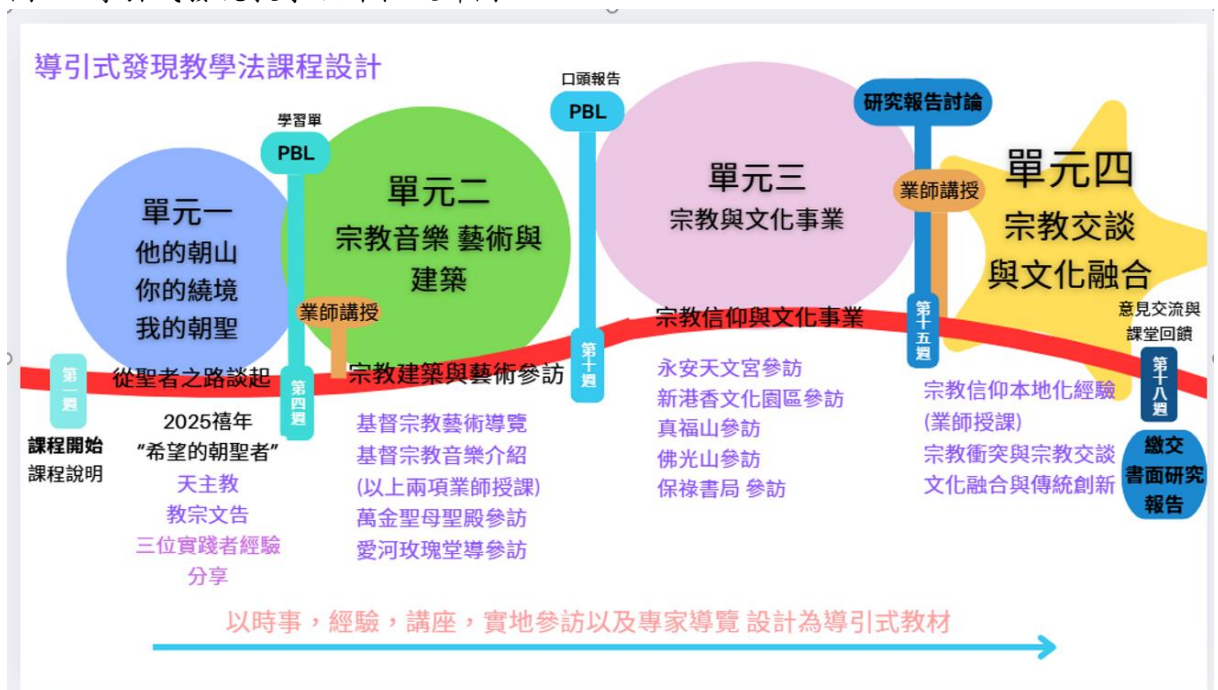 導引式發現教學法課程設計
第一週
課程開始
課程說明
單元一
他的朝山
你的繞境
我的朝聖
從聖者之路談起
2025禧年
"希望的朝聖者"
天主教
教宗文告
三位實踐者經驗
分享
學習單
PBL
第四週
單元二
宗教音樂 藝術與
建築
業師講授
宗教建築與藝術參訪
基督宗教藝術導覽
基督宗教音樂介紹
(以上兩項業師授課)
萬金聖母聖殿參訪
愛河玫瑰堂導參訪
口頭報告
PBL
第十週
單元三
宗教與文化事業
宗教信仰與文化事業
永安天文宮參訪
新港香文化園區參訪
真福山參訪
佛光山參訪
保祿書局 參訪
研究報告討論
業師講授
第十五週
單元四
宗教交談
與文化融合
宗教信仰本地化經驗
(業師授課)
宗教衝突與宗教交談
文化融合與傳統創新
意見交流與
課堂回饋
第十八週
繳交
書面研究
報告
以時事，經驗，講座，實地參訪以及專家導覽 設計為導引式教材